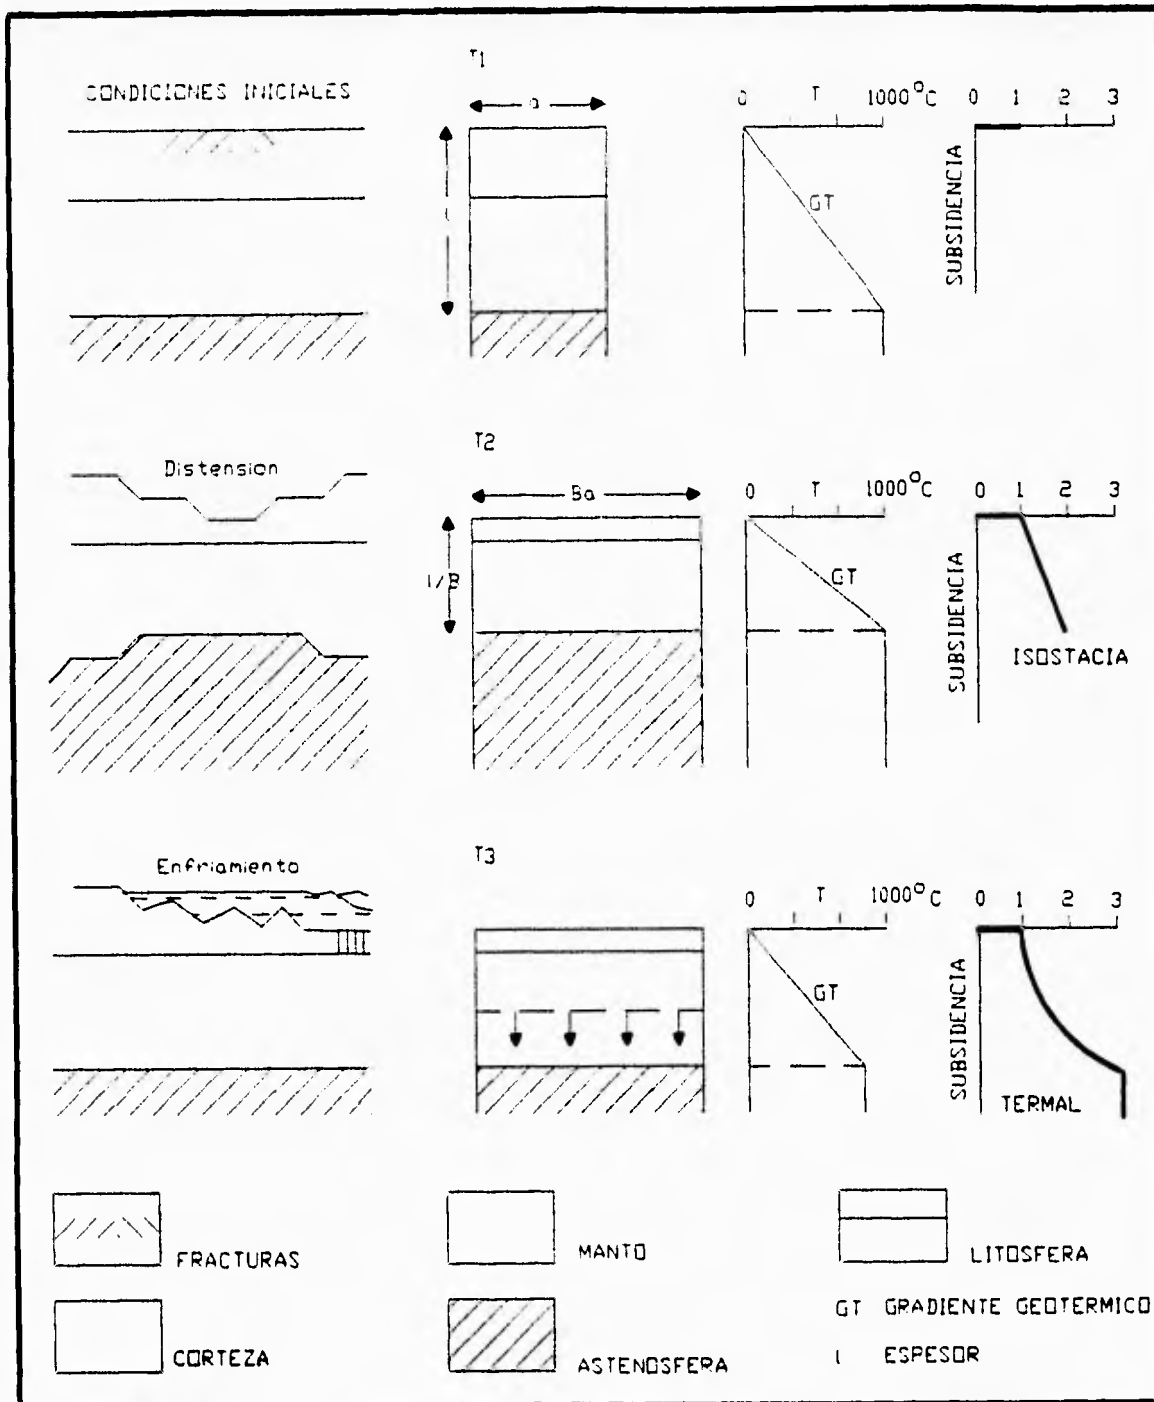 CONDICIONES INICIALES
T1
a
l
0 T 1000°C
GT
0 1 2 3
SUBSIDENCIA
Distension
T2
Ba
l/B
0 T 1000°C
GT
0 1 2 3
SUBSIDENCIA
ISOSTACIA
Enfriamiento
T3
0 T 1000°C
GT
0 1 2 3
SUBSIDENCIA
TERMAL
FRACTURAS
MANTO
LITOSFERA
CORTEZA
ASTENOSFERA
GT GRADIENTE GEOTERMICO
l ESPESOR